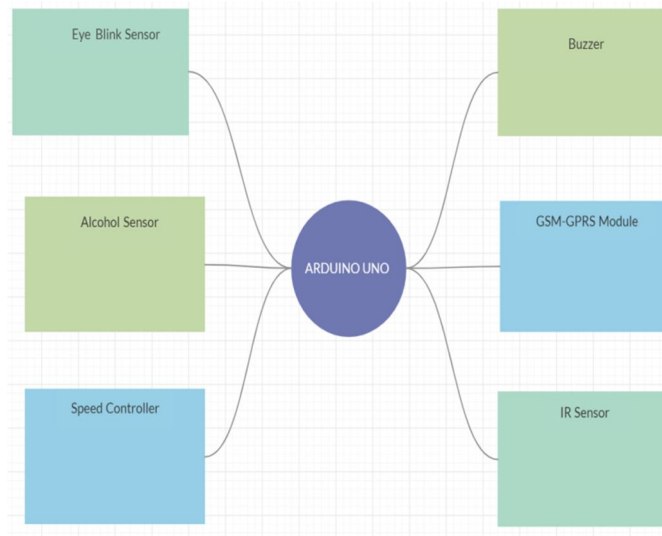 Eye Blink Sensor
Buzzer
Alcohol Sensor
GSM-GPRS Module
ARDUINO UNO
Speed Controller
IR Sensor